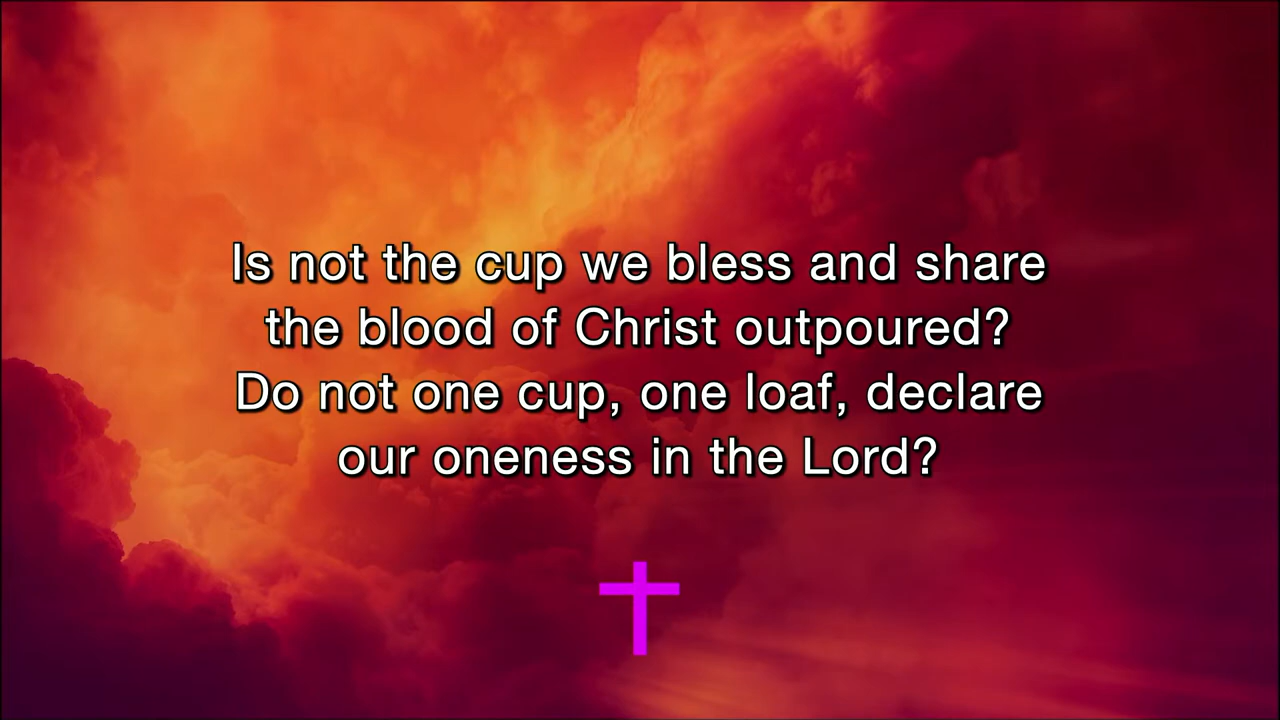 Is not the cup we bless and share
the blood of Christ outpoured?
Do not one cup, one loaf, declare
our oneness in the Lord?